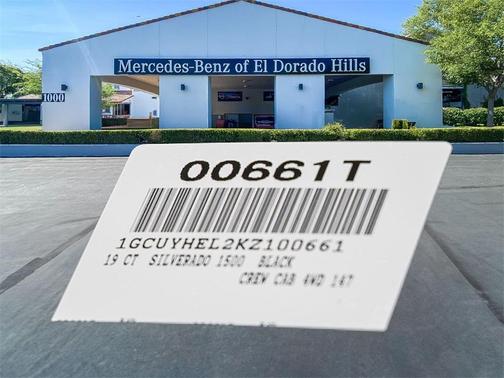 Mercedes-Benz of El Dorado Hills
1000
00661T
1GCUYHEL2KZ100661
19 CT SILVERADO 1500 BLACK
CREW CAB 4WD 147